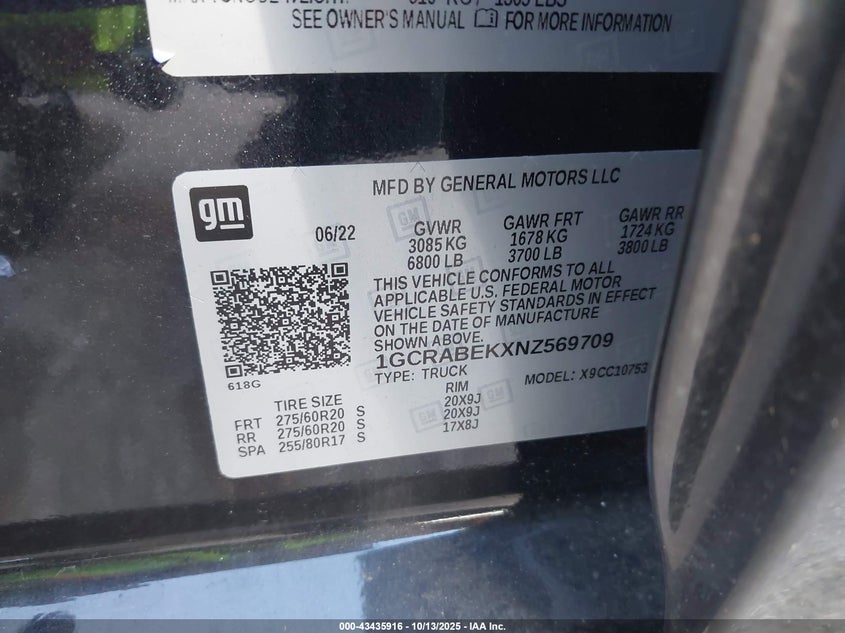 SEE OWNER'S MANUAL FOR MORE INFORMATION
gm
MFD BY GENERAL MOTORS LLC
06/22
GVWR GAWR FRT GAWR RR
3085 KG 1678 KG 1724 KG
6800 LB 3700 LB 3800 LB
THIS VEHICLE CONFORMS TO ALL
APPLICABLE U.S. FEDERAL MOTOR
VEHICLE SAFETY STANDARDS IN EFFECT
ON THE DATE OF MANUFACTURE
SHOWN ABOVE.
1GCRABEKXNZ569709
618G
TYPE: TRUCK MODEL: X9CC10753
TIRE SIZE RIM
FRT 275/60R20 S 20X9J
RR 275/60R20 S 20X9J
SPA 255/80R17 S 17X8J
000-43435916 - 10/13/2025 - IAA Inc.